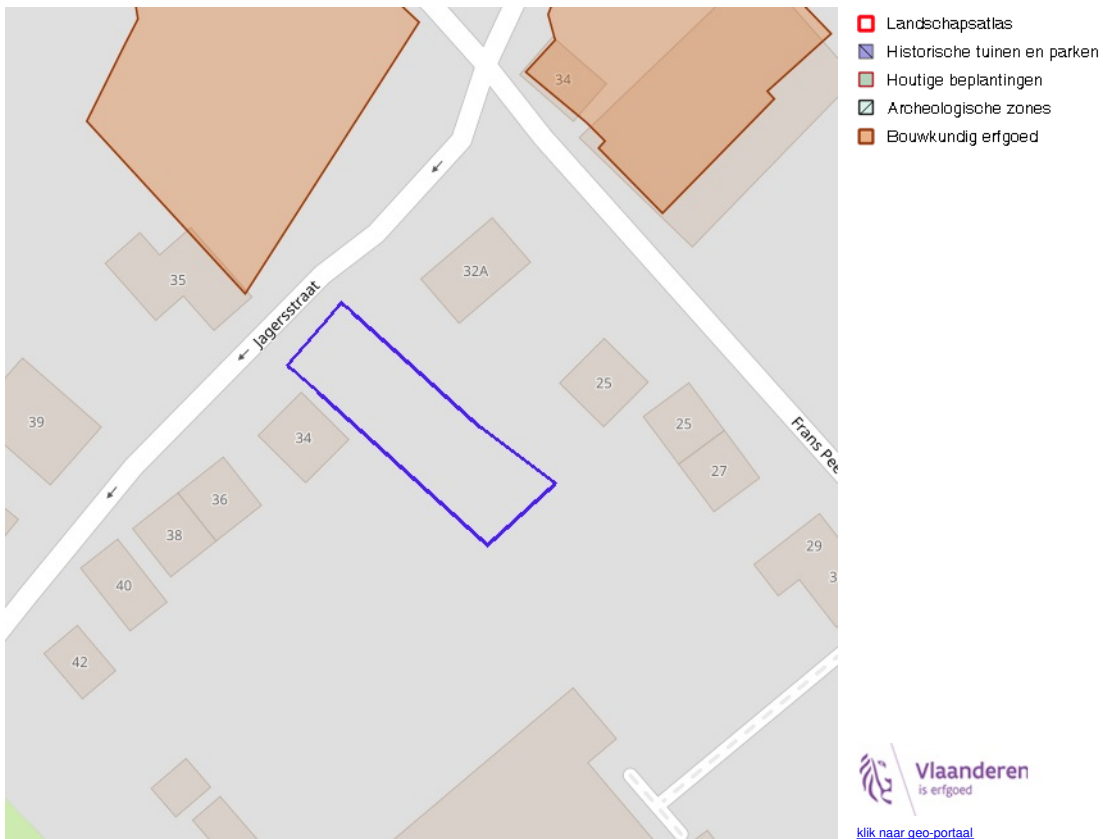 Landschapsatlas
Historische tuinen en parken
Houtige beplantingen
Archeologische zones
Bouwkundig erfgoed
34
35
32A
Jagersstraat
39
34
25
25
27
Frans Pee
36
38
40
42
29
3
Vlaanderen
is erfgoed
klik naar geo-portaal